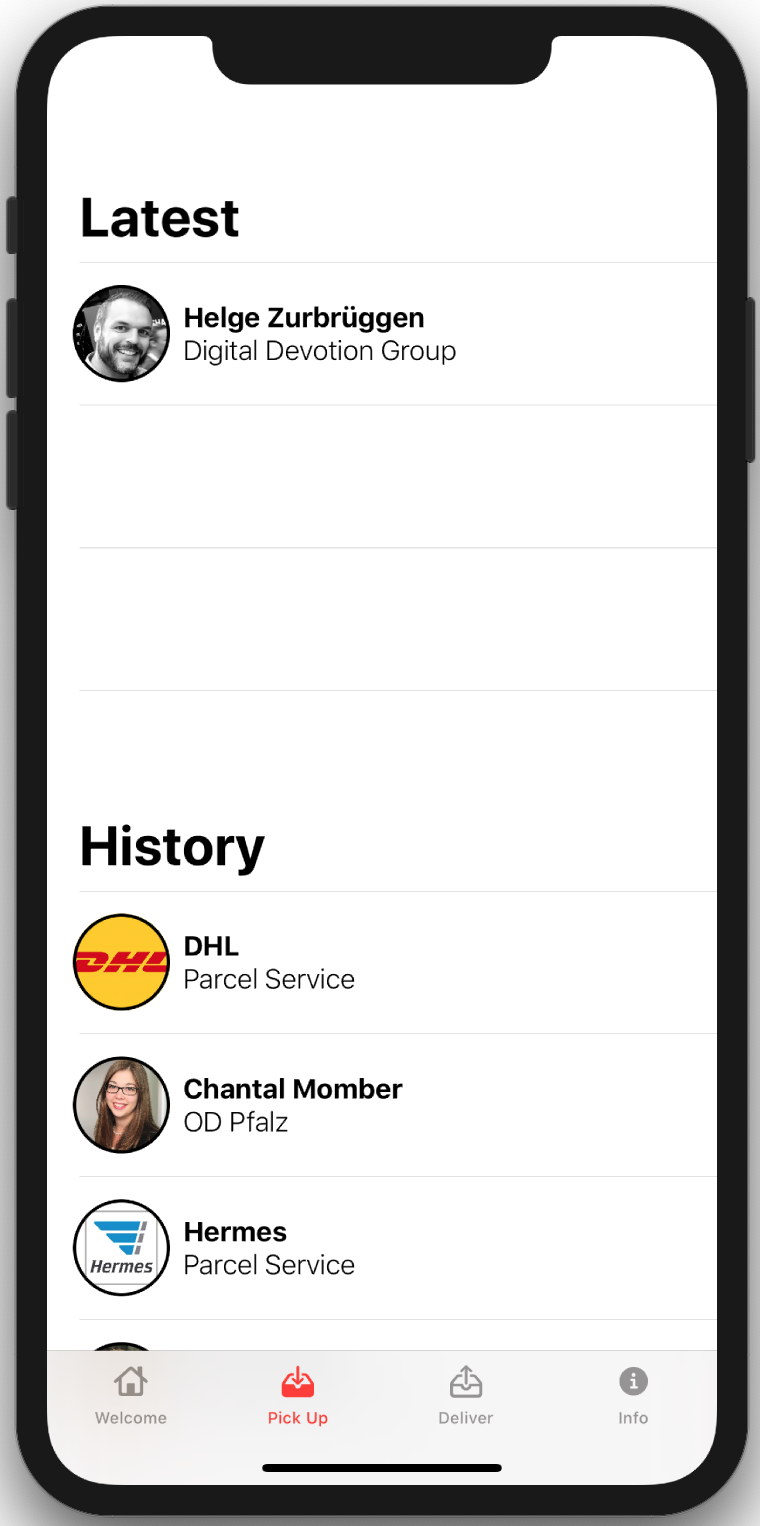 Latest
Helge Zurbrüggen
Digital Devotion Group
History
DHL
DHL
Parcel Service
Chantal Momber
OD Pfalz
Hermes
Hermes
Parcel Service
Welcome
Pick Up
Deliver
Info